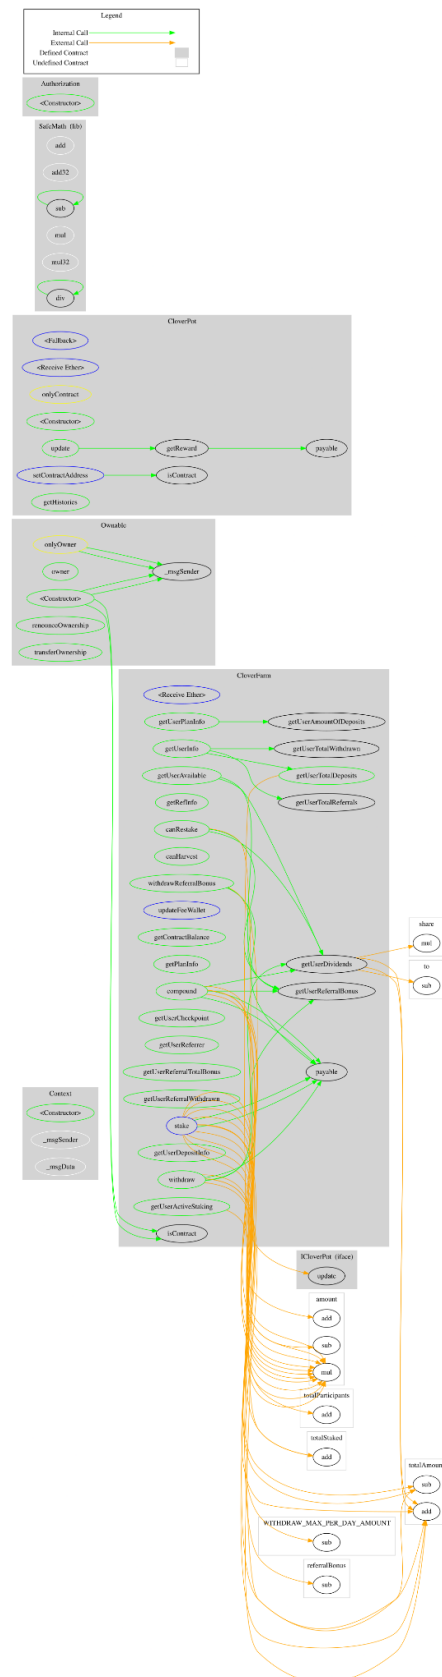 Legend
Internal Call
External Call
Defined Contract
Undefined Contract
Authorization
<Constructor>
SafeMath (lib)
add
add32
sub
mul
mul32
div
CloverPot
<Fallback>
<Receive Ether>
onlyContract
<Constructor>
update
getReward
payable
setContractAddress
isContract
getHistories
Ownable
onlyOwner
owner
_msgSender
<Constructor>
renounceOwnership
transferOwnership
CloverFarm
<Receive Ether>
getUserPlanInfo
getUserAmountOfDeposits
getUserInfo
getUserTotalWithdrawn
getUserAvailable
getUserTotalDeposits
getRefInfo
getUserTotalReferrals
canRestake
canHarvest
withdrawReferralBonus
updateFeeWallet
getContractBalance
getPlanInfo
getUserDividends
compound
getUserReferralBonus
getUserCheckpoint
getUserReferrer
getUserReferralTotalBonus
payable
getUserReferralWithdrawn
stake
getUserDepositInfo
withdraw
getUserActiveStaking
isContract
share
mul
to
sub
Context
<Constructor>
_msgSender
_msgData
ICloverPot (iface)
update
amount
add
sub
mul
totalParticipants
add
totalStaked
add
totalAmount
sub
add
WITHDRAW_MAX_PER_DAY_AMOUNT
sub
referralBonus
sub